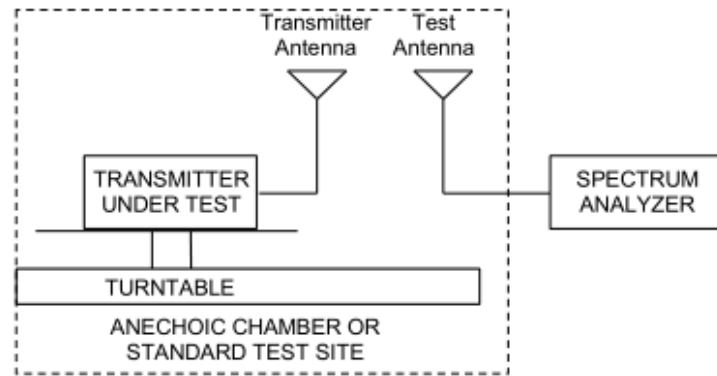 Transmitter
Antenna
Test
Antenna
TRANSMITTER
UNDER TEST
SPECTRUM
ANALYZER
TURNTABLE
ANECHOIC CHAMBER OR
STANDARD TEST SITE